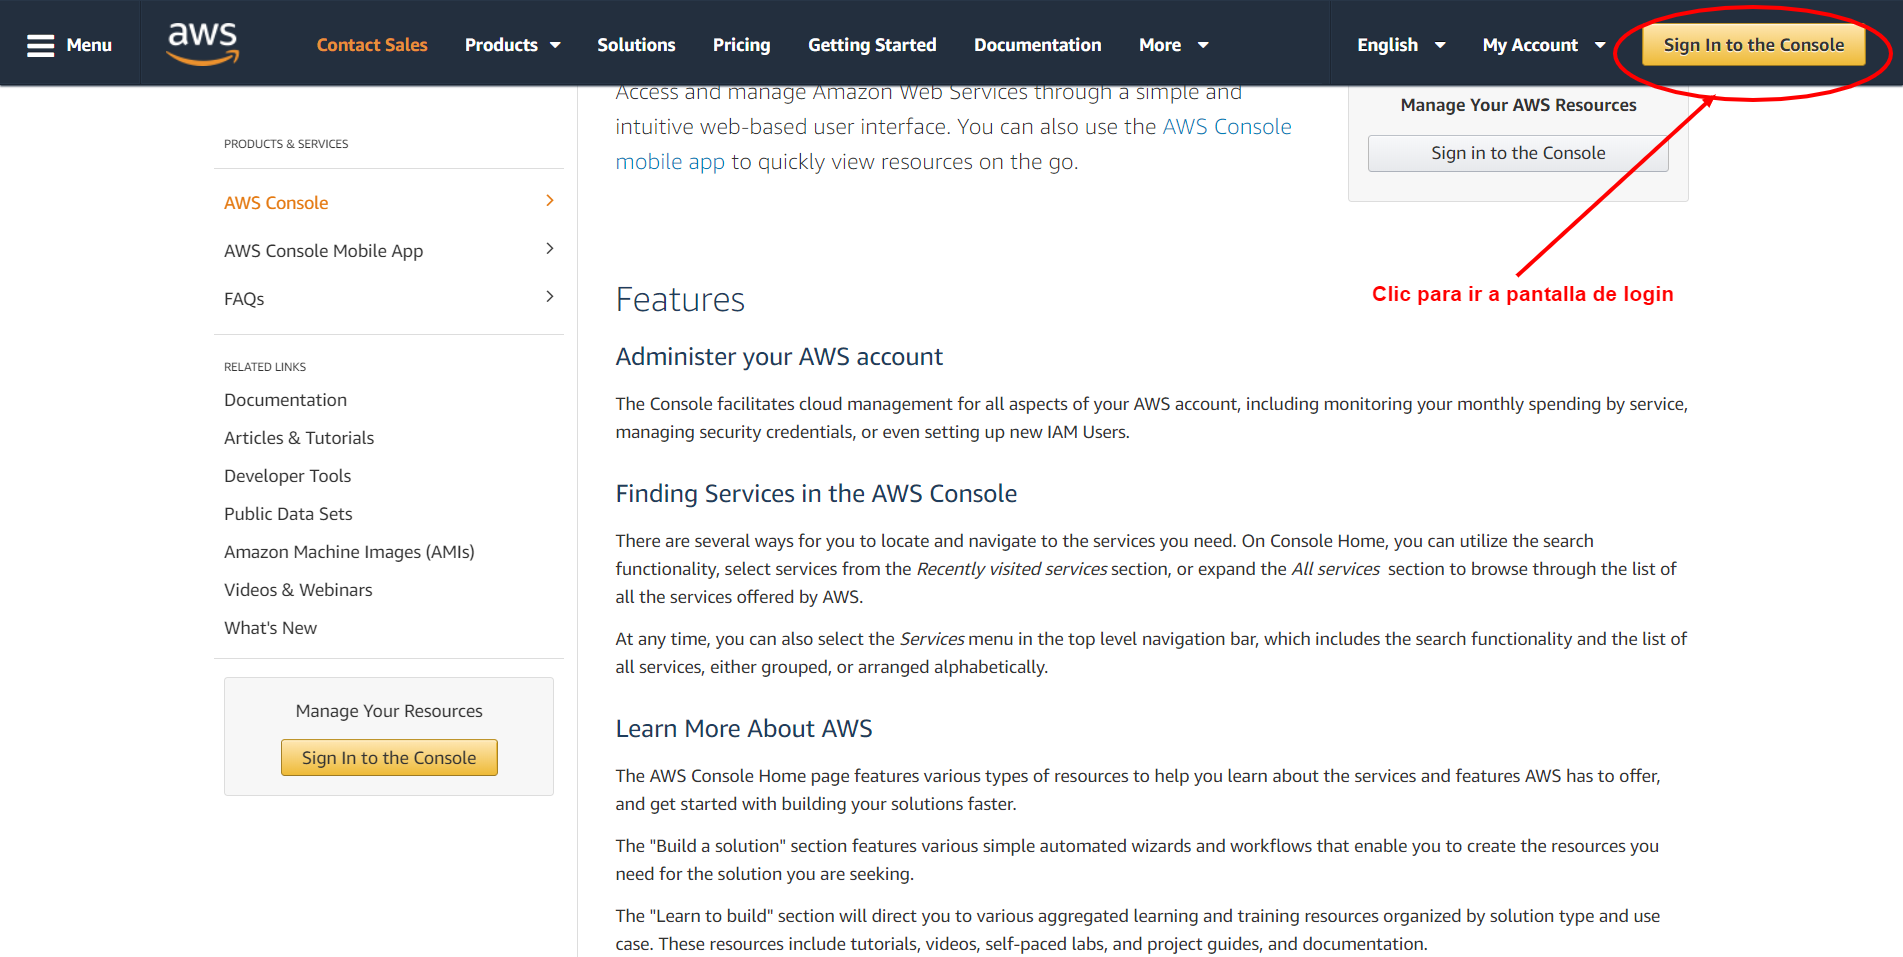 Menu
aws
Contact Sales
Products
Solutions
Pricing
Getting Started
Documentation
More
English
My Account
Sign In to the Console
PRODUCTS & SERVICES
AWS Console
AWS Console Mobile App
FAQs
RELATED LINKS
Documentation
Articles & Tutorials
Developer Tools
Public Data Sets
Amazon Machine Images (AMIs)
Videos & Webinars
What's New
Manage Your Resources
Sign In to the Console
Access and manage Amazon Web Services through a simple and
intuitive web-based user interface. You can also use the AWS Console
mobile app to quickly view resources on the go.
Manage Your AWS Resources
Sign in to the Console
Clic para ir a pantalla de login
Features
Administer your AWS account
The Console facilitates cloud management for all aspects of your AWS account, including monitoring your monthly spending by service,
managing security credentials, or even setting up new IAM Users.
Finding Services in the AWS Console
There are several ways for you to locate and navigate to the services you need. On Console Home, you can utilize the search
functionality, select services from the Recently visited services section, or expand the All services section to browse through the list of
all the services offered by AWS.
At any time, you can also select the Services menu in the top level navigation bar, which includes the search functionality and the list of
all services, either grouped, or arranged alphabetically.
Learn More About AWS
The AWS Console Home page features various types of resources to help you learn about the services and features AWS has to offer,
and get started with building your solutions faster.
The "Build a solution" section features various simple automated wizards and workflows that enable you to create the resources you
need for the solution you are seeking.
The "Learn to build" section will direct you to various aggregated learning and training resources organized by solution type and use
case. These resources include tutorials, videos, self-paced labs, and project guides, and documentation.